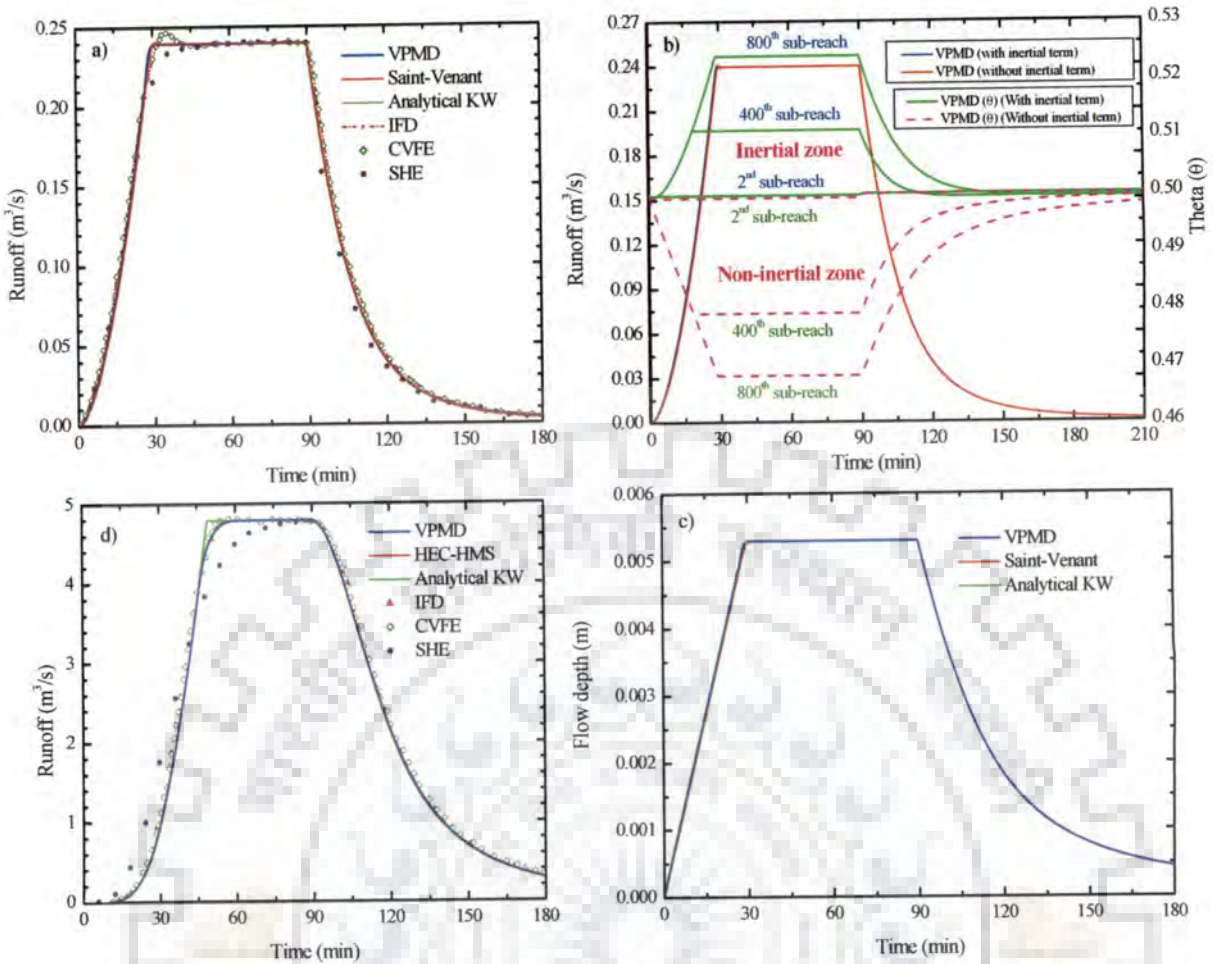 a)
VPMD
Saint-Venant
Analytical KW
IFD
CVFE
SHE
Runoff (m³/s)
0.25
0.20
0.15
0.10
0.05
0.00
0 30 60 90 120 150 180
Time (min)
b)
800th sub-reach
VPMD (with inertial term)
VPMD (without inertial term)
VPMD (θ) (With inertial term)
VPMD (θ) (Without inertial term)
400th sub-reach
Inertial zone
2nd sub-reach
2nd sub-reach
Non-inertial zone
400th sub-reach
800th sub-reach
Runoff (m³/s)
0.27
0.24
0.21
0.18
0.15
0.12
0.09
0.06
0.03
0.00
Theta (θ)
0.53
0.52
0.51
0.50
0.49
0.48
0.47
0.46
0 30 60 90 120 150 180 210
Time (min)
d)
VPMD
HEC-HMS
Analytical KW
IFD
CVFE
SHE
Runoff (m³/s)
5
4
3
2
1
0
0 30 60 90 120 150 180
Time (min)
c)
VPMD
Saint-Venant
Analytical KW
Flow depth (m)
0.006
0.005
0.004
0.003
0.002
0.001
0.000
0 30 60 90 120 150 180
Time (min)